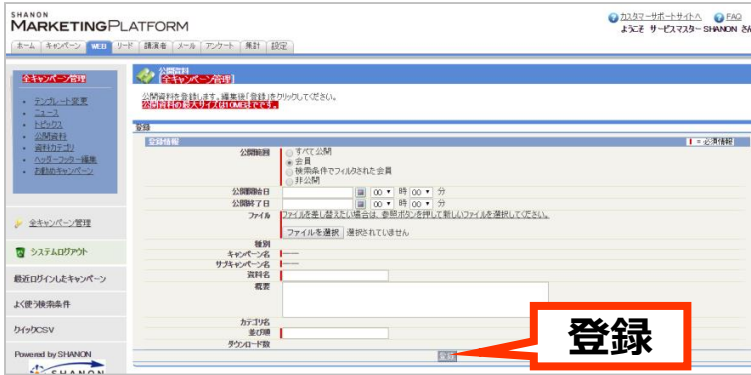 SHANON
MARKETINGPLATFORM
カスタマーサポートサイトへ FAQ
ようこそ サービスマスター SHANON さん
ホーム キャンペーン WEB リード 講演者 メール アンケート 集計 設定
全キャンペーン管理
テンプレート変更
ニュース
トピックス
公開資料
資料カテゴリ
ヘッダーフッター編集
お勧めキャンペーン
全キャンペーン管理
システムログアウト
最近ログインしたキャンペーン
よく使う検索条件
クイックCSV
Powered by SHANON
SHANON
公開資料
[全キャンペーン管理]
公開資料を登録します。編集後「登録」をクリックしてください。
公開資料の最大サイズは10MBまでです。
登録
登録情報
= 必須情報
公開範囲
すべて公開
会員
検索条件でフィルタされた会員
非公開
公開開始日 00 時 00 分
公開終了日 00 時 00 分
ファイル ファイルを差し替えたい場合は、参照ボタンを押して新しいファイルを選択してください。
ファイルを選択 選択されていません
種別
キャンペーン名 ----
サブキャンペーン名 ----
資料名
概要
カテゴリ名
並び順
ダウンロード数
登録
登録